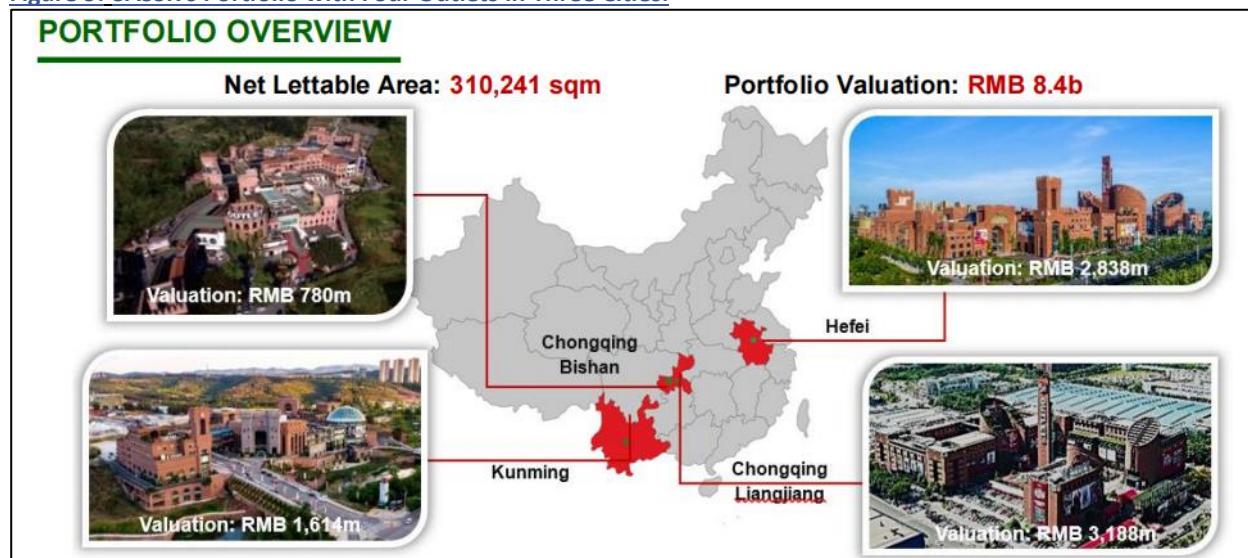 PORTFOLIO OVERVIEW
Net Lettable Area: 310,241 sqm
Portfolio Valuation: RMB 8.4b
OUTLET
Valuation: RMB 780m
Valuation: RMB 2,838m
Hefei
Chongqing
Bishan
Valuation: RMB 1,614m
Kunming
Chongqing
Liangjiang
Valuation: RMB 3,188m